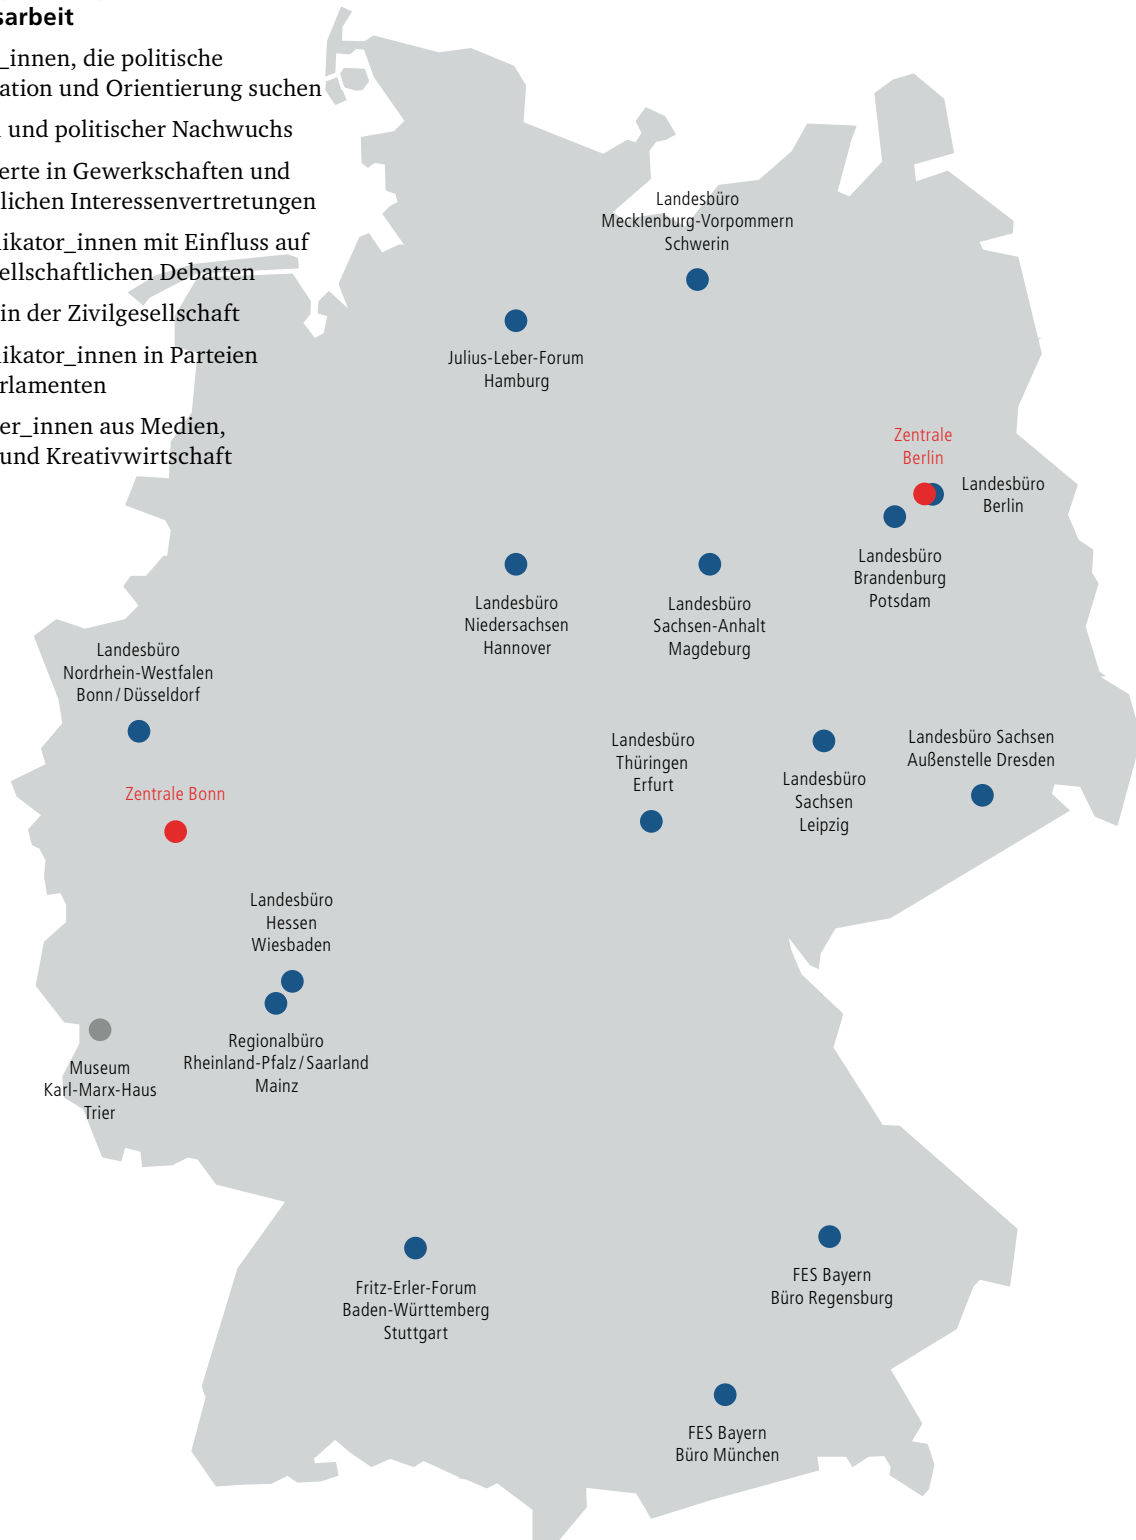 sarbeit
_innen, die politische
ation und Orientierung suchen
und politischer Nachwuchs
erte in Gewerkschaften und
lichen Interessenvertretungen
ikator_innen mit Einfluss auf
ellschaftlichen Debatten
in der Zivilgesellschaft
ikator_innen in Parteien
rlamenten
er_innen aus Medien,
und Kreativwirtschaft
Landesbüro
Mecklenburg-Vorpommern
Schwerin
Julius-Leber-Forum
Hamburg
Zentrale
Berlin
Landesbüro
Berlin
Landesbüro
Brandenburg
Potsdam
Landesbüro
Niedersachsen
Hannover
Landesbüro
Sachsen-Anhalt
Magdeburg
Landesbüro
Nordrhein-Westfalen
Bonn/Düsseldorf
Zentrale Bonn
Landesbüro
Thüringen
Erfurt
Landesbüro
Sachsen
Leipzig
Landesbüro Sachsen
Außenstelle Dresden
Landesbüro
Hessen
Wiesbaden
Regionalbüro
Rheinland-Pfalz/Saarland
Mainz
Museum
Karl-Marx-Haus
Trier
Fritz-Erler-Forum
Baden-Württemberg
Stuttgart
FES Bayern
Büro Regensburg
FES Bayern
Büro München